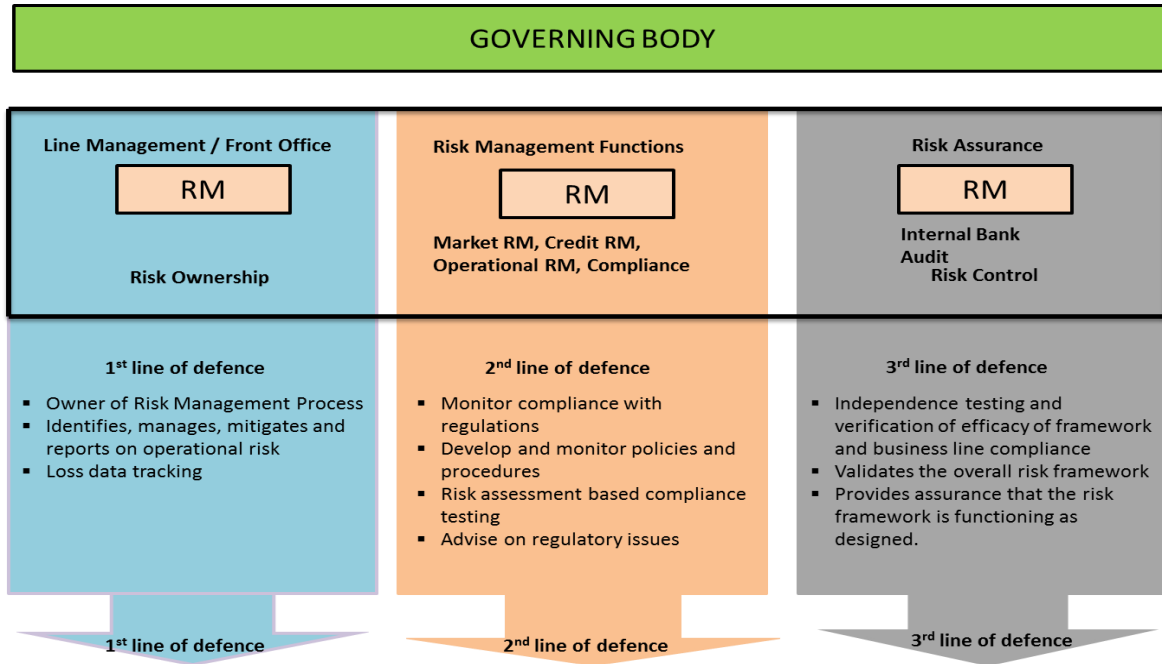 GOVERNING BODY
Line Management / Front Office
RM
Risk Ownership
1st line of defence
▪ Owner of Risk Management Process
▪ Identifies, manages, mitigates and
reports on operational risk
▪ Loss data tracking
1st line of defence
Risk Management Functions
RM
Market RM, Credit RM,
Operational RM, Compliance
2nd line of defence
▪ Monitor compliance with
regulations
▪ Develop and monitor policies and
procedures
▪ Risk assessment based compliance
testing
▪ Advise on regulatory issues
2nd line of defence
Risk Assurance
RM
Internal Bank
Audit
Risk Control
3rd line of defence
▪ Independence testing and
verification of efficacy of framework
and business line compliance
▪ Validates the overall risk framework
▪ Provides assurance that the risk
framework is functioning as
designed.
3rd line of defence